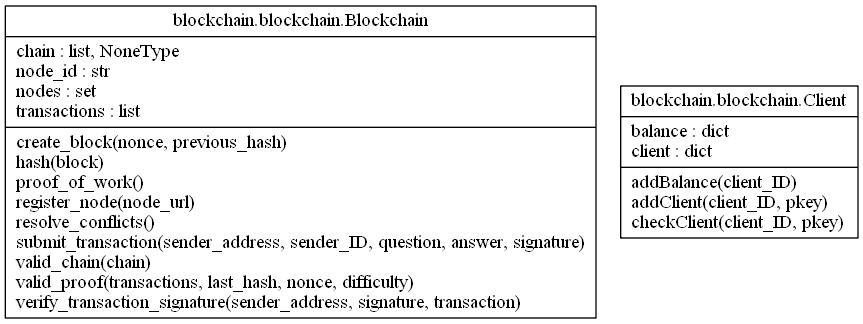 blockchain.blockchain.Blockchain
chain : list, NoneType
node_id : str
nodes : set
transactions : list
create_block(nonce, previous_hash)
hash(block)
proof_of_work()
register_node(node_url)
resolve_conflicts()
submit_transaction(sender_address, sender_ID, question, answer, signature)
valid_chain(chain)
valid_proof(transactions, last_hash, nonce, difficulty)
verify_transaction_signature(sender_address, signature, transaction)
blockchain.blockchain.Client
balance : dict
client : dict
addBalance(client_ID)
addClient(client_ID, pkey)
checkClient(client_ID, pkey)